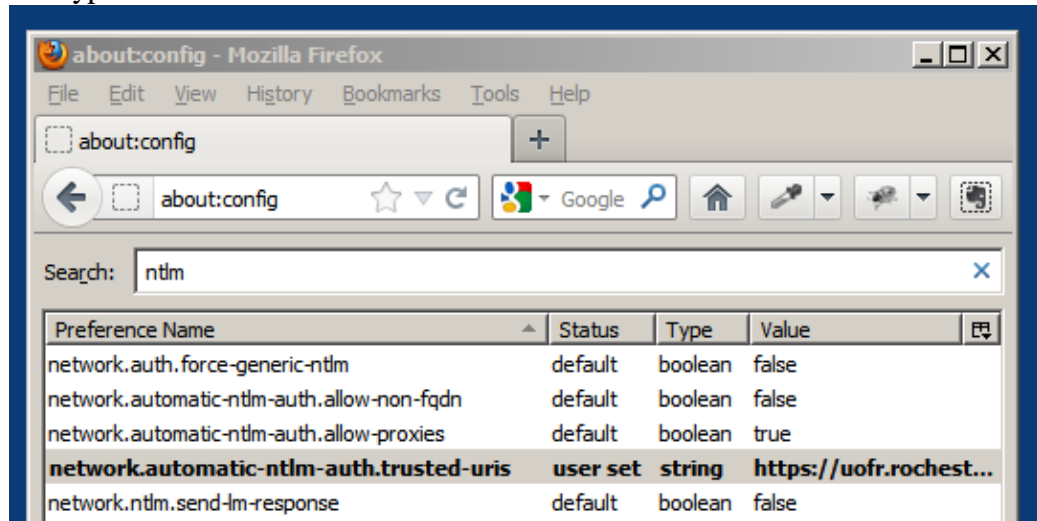 about:config - Mozilla Firefox
File Edit View History Bookmarks Tools Help
about:config +
about:config Google
Search: ntlm
Preference Name Status Type Value
network.auth.force-generic-ntlm default boolean false
network.automatic-ntlm-auth.allow-non-fqdn default boolean false
network.automatic-ntlm-auth.allow-proxies default boolean true
network.automatic-ntlm-auth.trusted-uris user set string https://uofr.rochest...
network.ntlm.send-lm-response default boolean false